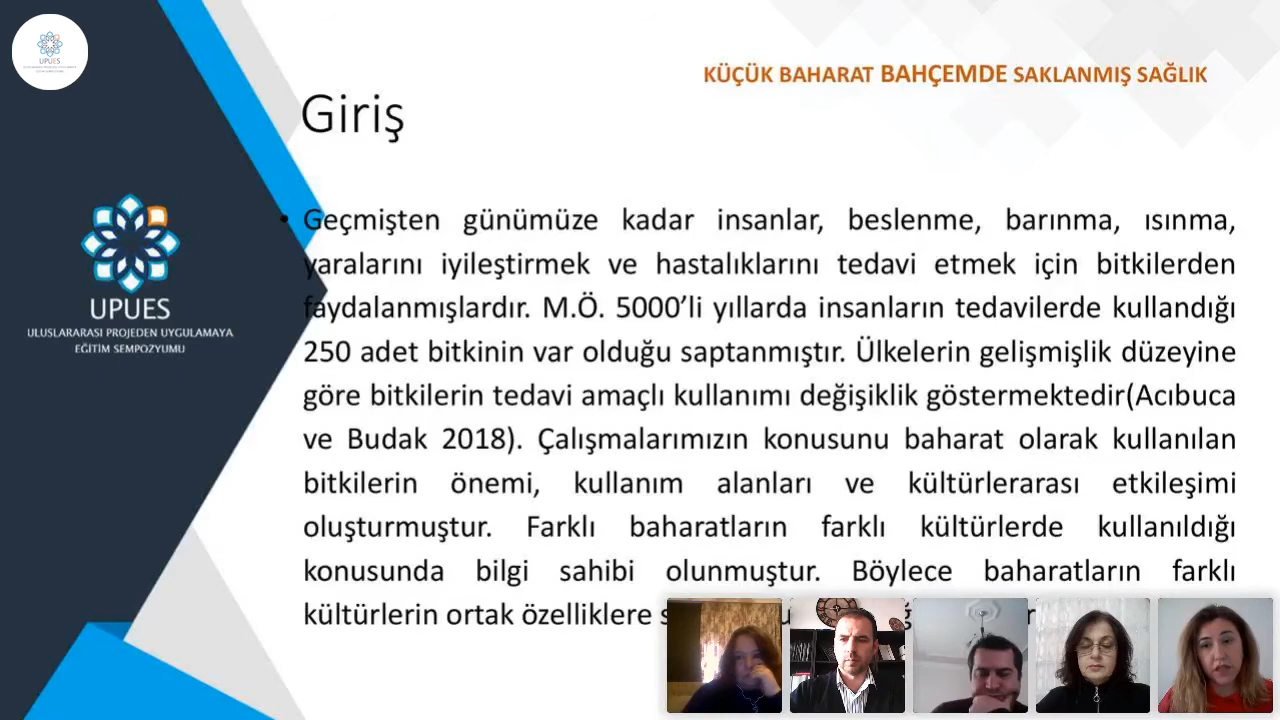 UPUES
KÜÇÜK BAHARAT BAHÇEMDE SAKLANMIŞ SAĞLIK
Giriş
• Geçmişten günümüze kadar insanlar, beslenme, barınma, ısınma,
yaralarını iyileştirmek ve hastalıklarını tedavi etmek için bitkilerden
faydalanmışlardır. M.Ö. 5000’li yıllarda insanların tedavilerde kullandığı
250 adet bitkinin var olduğu saptanmıştır. Ülkelerin gelişmişlik düzeyine
göre bitkilerin tedavi amaçlı kullanımı değişiklik göstermektedir(Acıbuca
ve Budak 2018). Çalışmalarımızın konusunu baharat olarak kullanılan
bitkilerin önemi, kullanım alanları ve kültürlerarası etkileşimi
oluşturmuştur. Farklı baharatların farklı kültürlerde kullanıldığı
konusunda bilgi sahibi olunmuştur. Böylece baharatların farklı
kültürlerin ortak özelliklere
UPUES
ULUSLARARASI PROJEDEN UYGULAMAYA
EĞİTİM SEMPOZYUMU